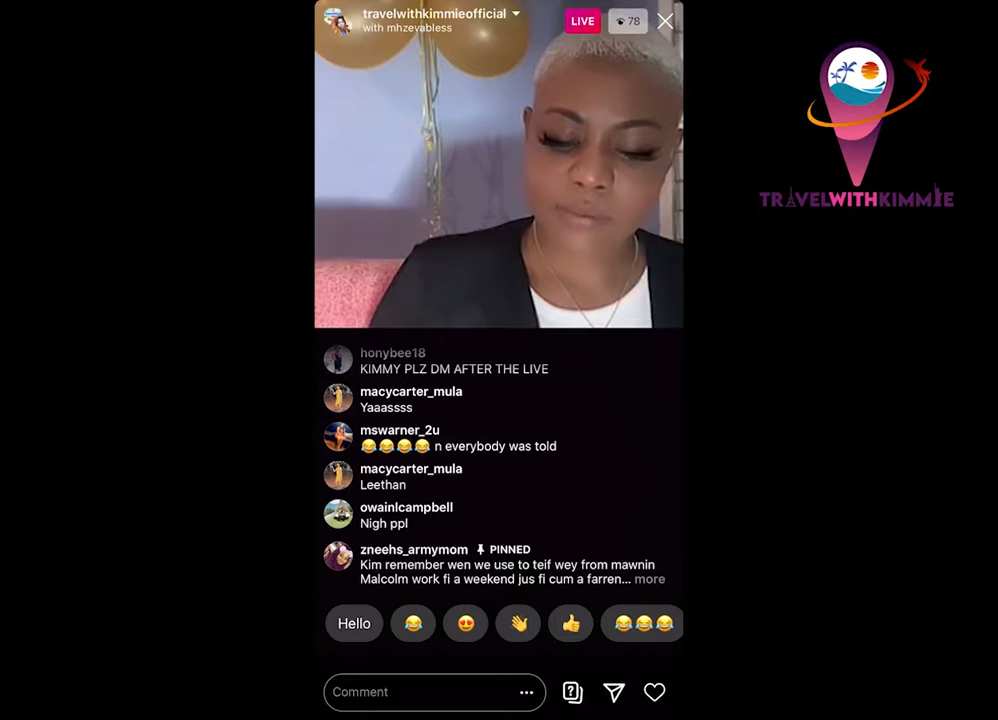 travelwithkimmieofficial
with mhzevabless
LIVE
78
TRAVELWITHKIMMIE
honybee18
KIMMY PLZ DM AFTER THE LIVE
macycarter_mula
Yaaassss
mswarner_2u
😂😂😂😂 n everybody was told
macycarter_mula
Leethan
owainlcampbell
Nigh ppl
zneehs_armymom PINNED
Kim remember wen we use to teif wey from mawnin
Malcolm work fi a weekend jus fi cum a farren... more
Hello
Comment